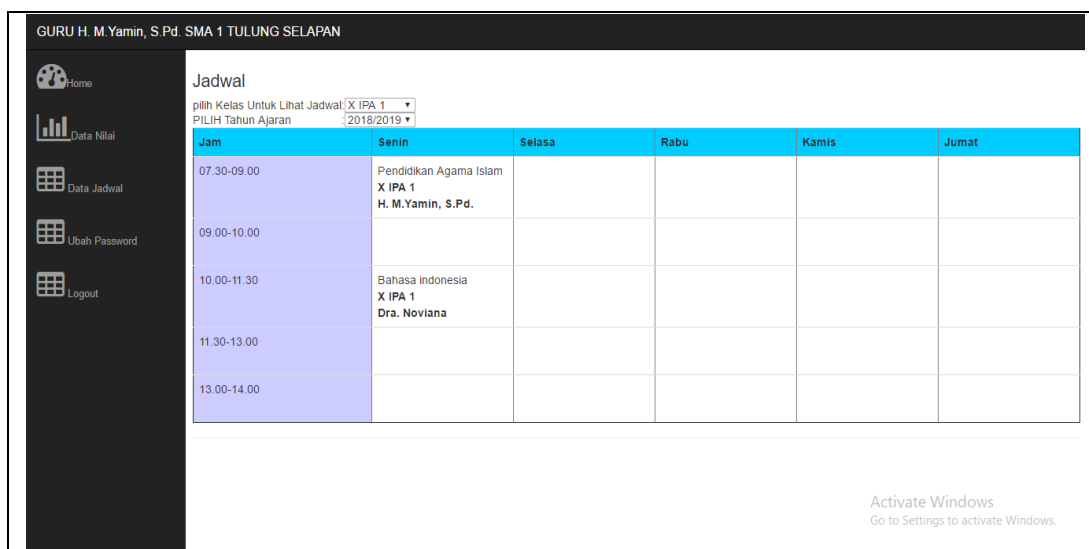 GURU H. M.Yamin, S.Pd. SMA 1 TULUNG SELAPAN
Home
Data Nilai
Data Jadwal
Ubah Password
Logout
Jadwal
pilih Kelas Untuk Lihat Jadwal: X IPA 1
PILIH Tahun Ajaran : 2018/2019
Jam Senin Selasa Rabu Kamis Jumat
07.30-09.00 Pendidikan Agama Islam
X IPA 1
H. M.Yamin, S.Pd.
09.00-10.00
10.00-11.30 Bahasa indonesia
X IPA 1
Dra. Noviana
11.30-13.00
13.00-14.00
Activate Windows
Go to Settings to activate Windows.